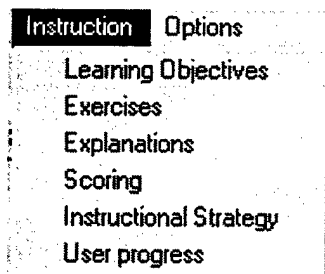 Instruction Options
Learning Objectives
Exercises
Explanations
Scoring
Instructional Strategy
User progress